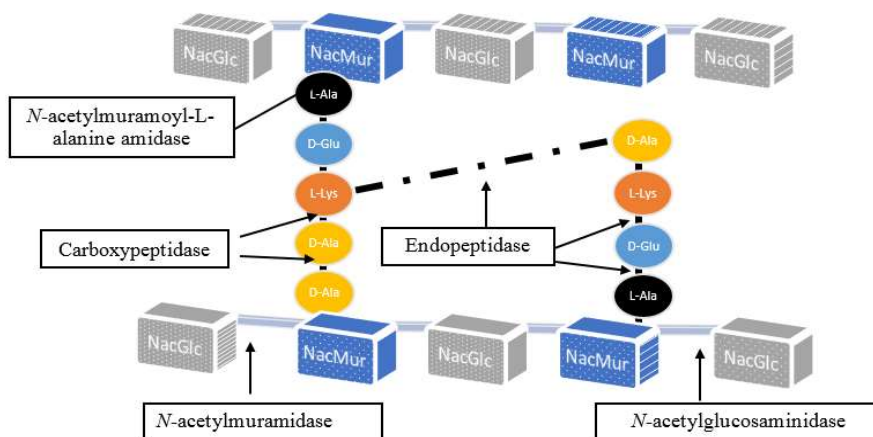 NacGlc NacMur NacGlc NacMur NacGlc
L-Ala
N-acetylmuramoyl-L-
alanine amidase
D-Glu D-Ala
L-Lys L-Lys
Carboxypeptidase D-Ala Endopeptidase D-Glu
D-Ala L-Ala
NacGlc NacMur NacGlc NacMur NacGlc
N-acetylmuramidase N-acetylglucosaminidase